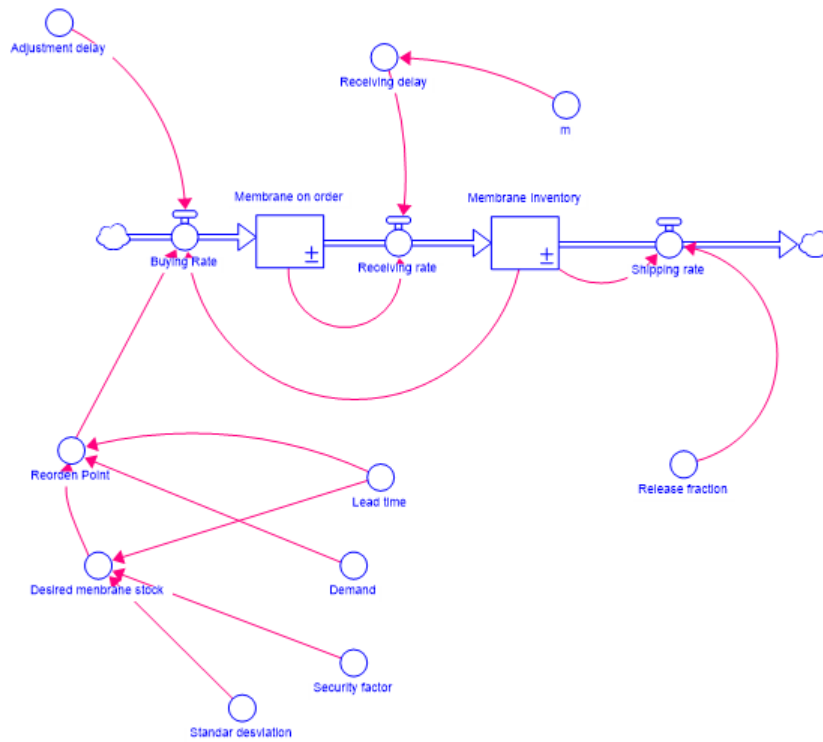 Adjustment delay
Receiving delay
m
Membrane on order
Membrane Inventory
Buying Rate
Receiving rate
Shipping rate
Reorden Point
Lead time
Release fraction
Desired menbrane stock
Demand
Security factor
Standar desviation